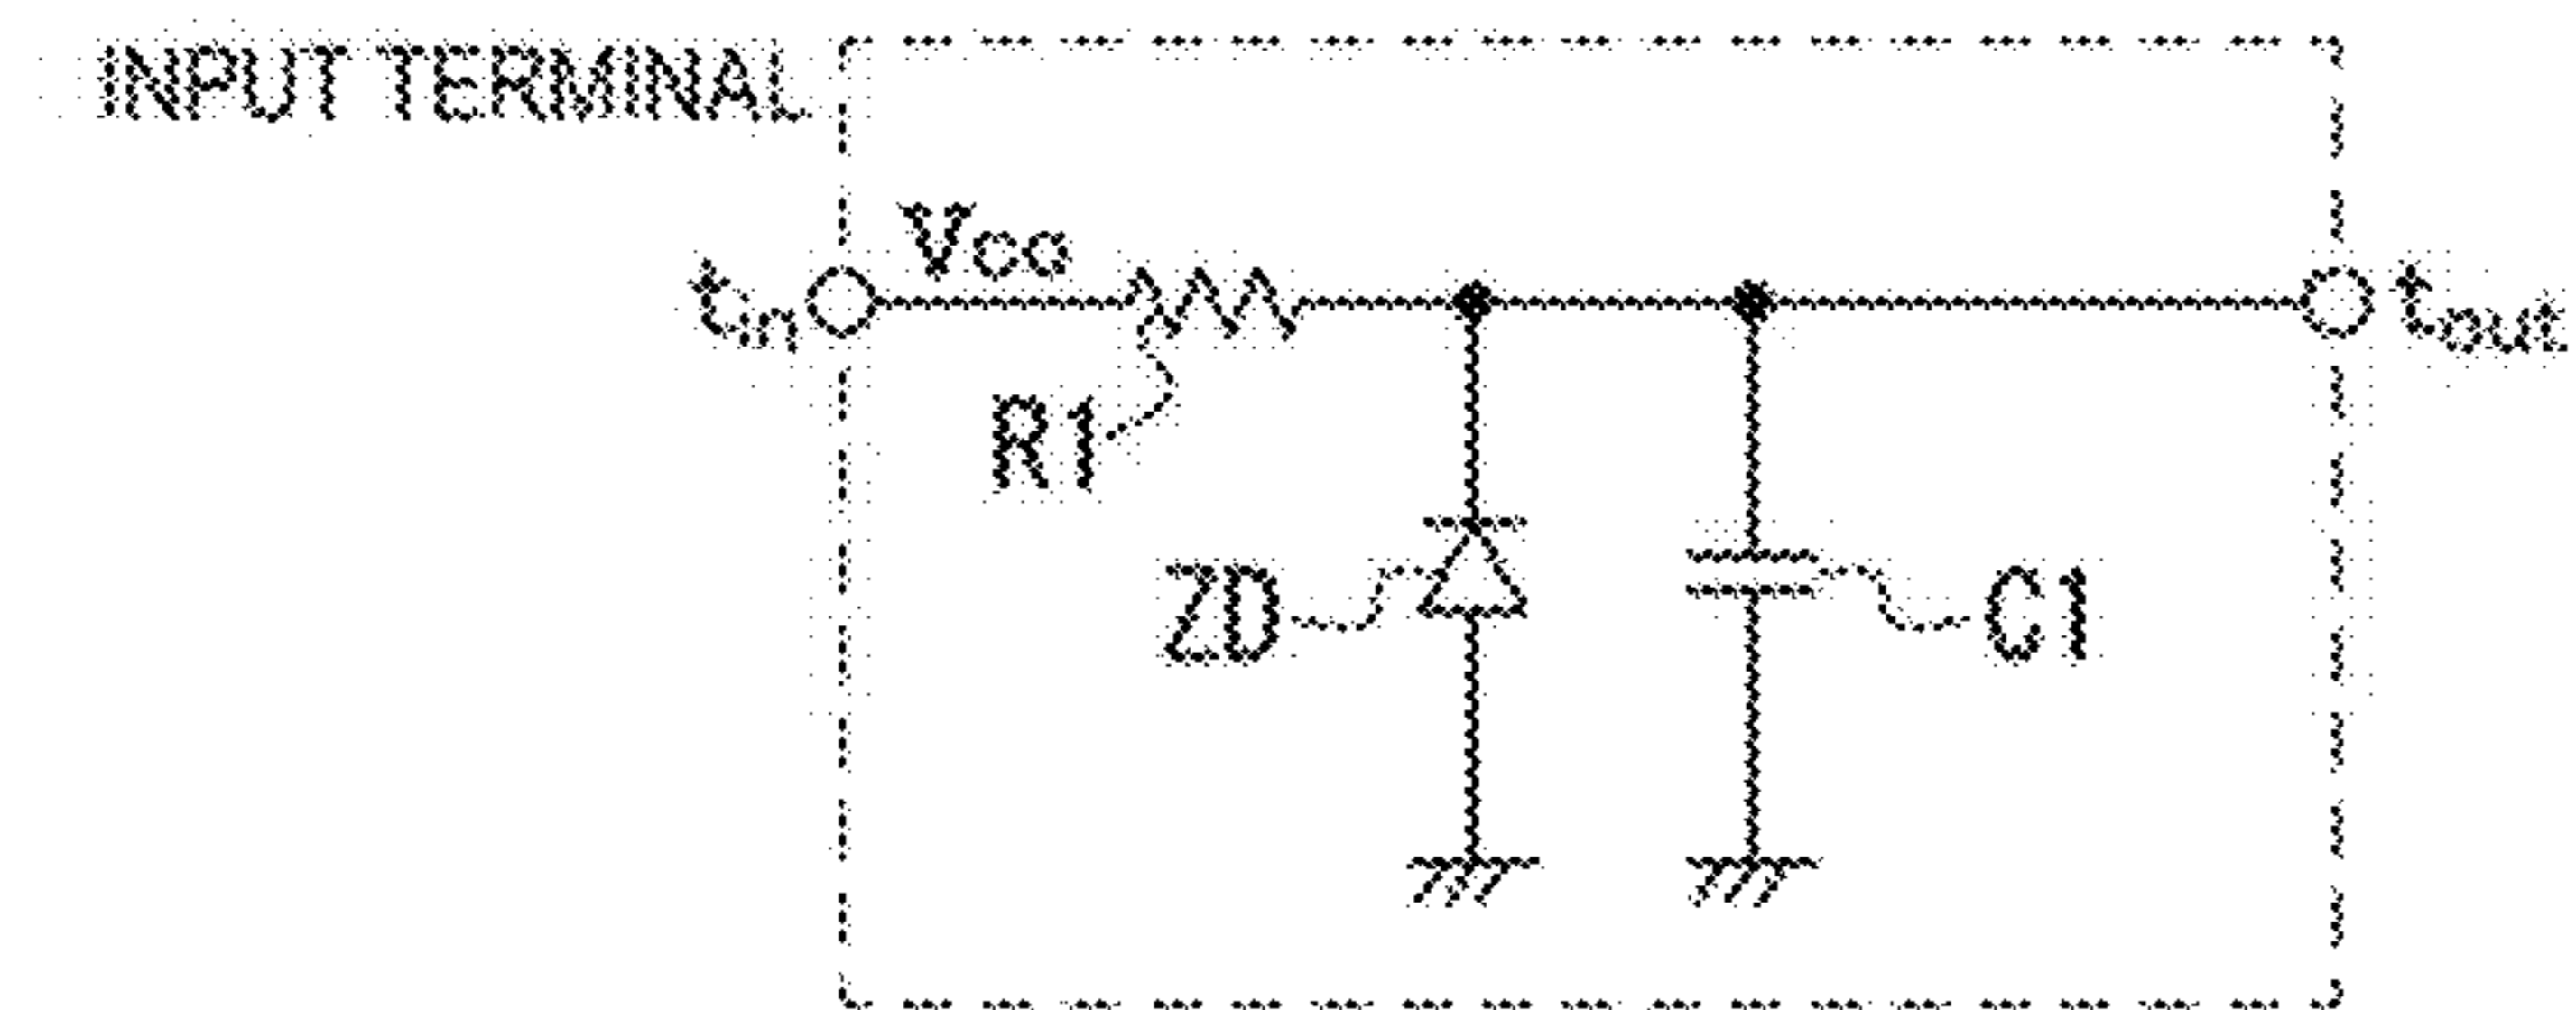 INPUT TERMINAL
Vcc
tin
tout
R1
ZD
C1